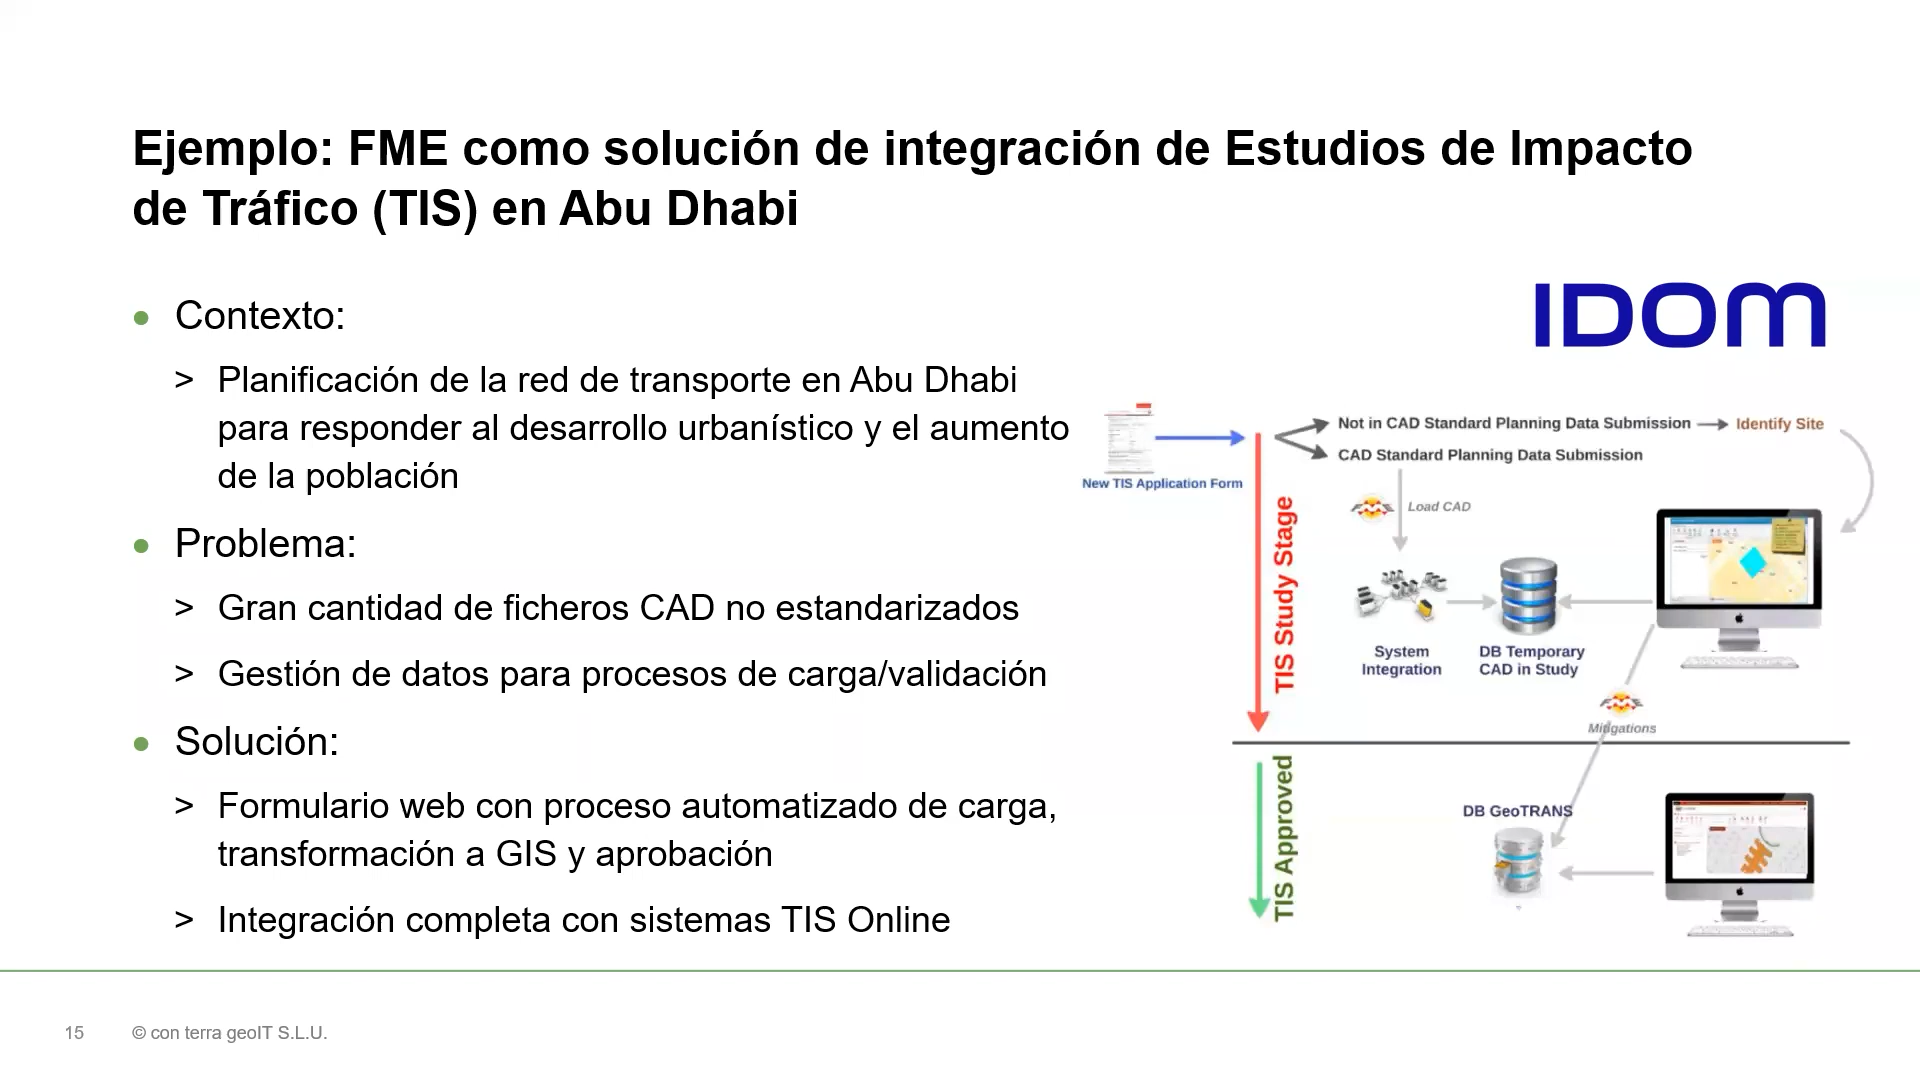 Ejemplo: FME como solución de integración de Estudios de Impacto
de Tráfico (TIS) en Abu Dhabi
• Contexto:
> Planificación de la red de transporte en Abu Dhabi
para responder al desarrollo urbanístico y el aumento
de la población
• Problema:
> Gran cantidad de ficheros CAD no estandarizados
> Gestión de datos para procesos de carga/validación
• Solución:
> Formulario web con proceso automatizado de carga,
transformación a GIS y aprobación
> Integración completa con sistemas TIS Online
IDOM
New TIS Application Form
Not in CAD Standard Planning Data Submission
Identify Site
CAD Standard Planning Data Submission
Load CAD
TIS Study Stage
System
Integration
DB Temporary
CAD in Study
Mitigations
TIS Approved
DB GeoTRANS
15
© con terra geoIT S.L.U.